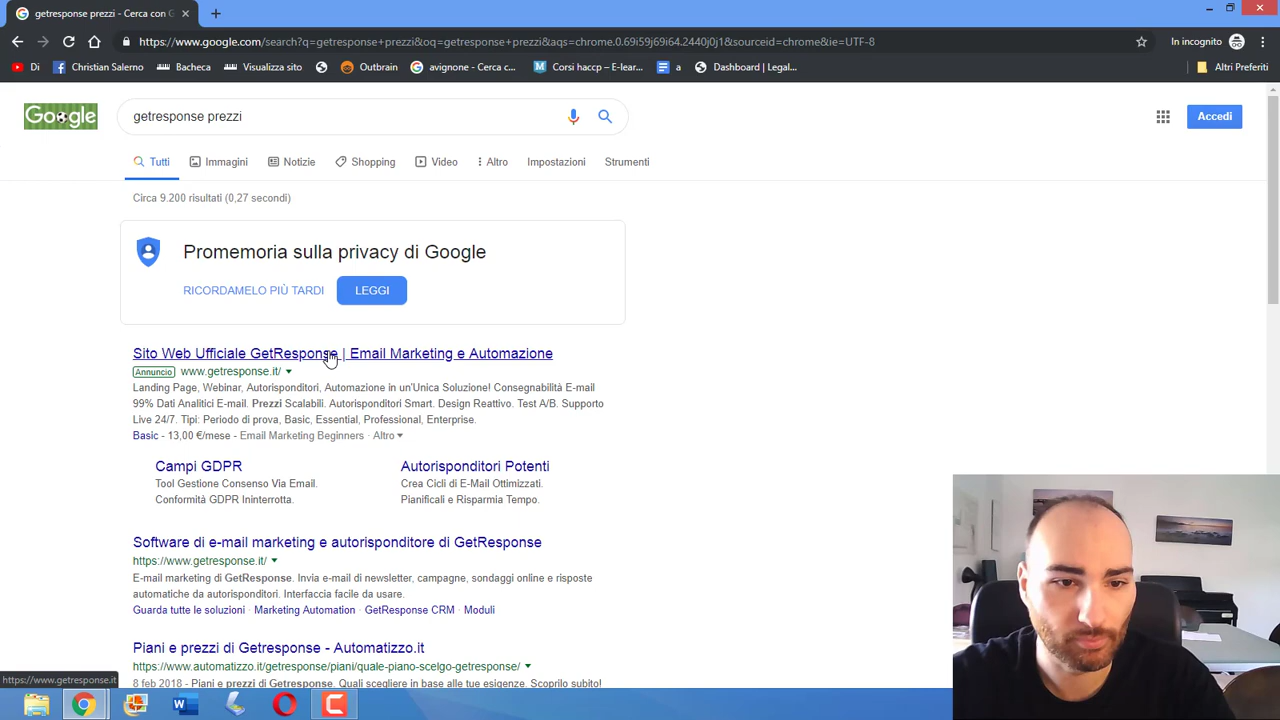 getresponse prezzi - Cerca con G
https://www.google.com/search?q=getresponse+prezzi&oq=getresponse+prezzi&aqs=chrome.0.69i59j69i64.2440j0j1&sourceid=chrome&ie=UTF-8
In incognito
Di
Christian Salerno
Bacheca
Visualizza sito
Outbrain
avignone - Cerca c...
Corsi haccp – E-lear...
a
Dashboard | Legal...
Altri Preferiti
Google
getresponse prezzi
Accedi
Tutti
Immagini
Notizie
Shopping
Video
Altro
Impostazioni
Strumenti
Circa 9.200 risultati (0,27 secondi)
Promemoria sulla privacy di Google
RICORDAMELO PIÙ TARDI
LEGGI
Sito Web Ufficiale GetResponse | Email Marketing e Automazione
Annuncio www.getresponse.it/
Landing Page, Webinar, Autorisponditori, Automazione in un'Unica Soluzione! Consegnabilità E-mail
99% Dati Analitici E-mail. Prezzi Scalabili. Autorisponditori Smart. Design Reattivo. Test A/B. Supporto
Live 24/7. Tipi: Periodo di prova, Basic, Essential, Professional, Enterprise.
Basic - 13,00 €/mese - Email Marketing Beginners · Altro
Campi GDPR
Tool Gestione Consenso Via Email.
Conformità GDPR Ininterrotta.
Autorisponditori Potenti
Crea Cicli di E-Mail Ottimizzati.
Pianificali e Risparmia Tempo.
Software di e-mail marketing e autorisponditore di GetResponse
https://www.getresponse.it/
E-mail marketing di GetResponse. Invia e-mail di newsletter, campagne, sondaggi online e risposte
automatiche da autorisponditori. Interfaccia facile da usare.
Guarda tutte le soluzioni · Marketing Automation · GetResponse CRM · Moduli
Piani e prezzi di Getresponse - Automatizzo.it
https://www.automatizzo.it/getresponse/piani/quale-piano-scelgo-getresponse/
8 feb 2018 - Piani e prezzi di Getresponse. Quali scegliere in base alle tue esigenze. Scoprilo subito!
https://www.getresponse.it